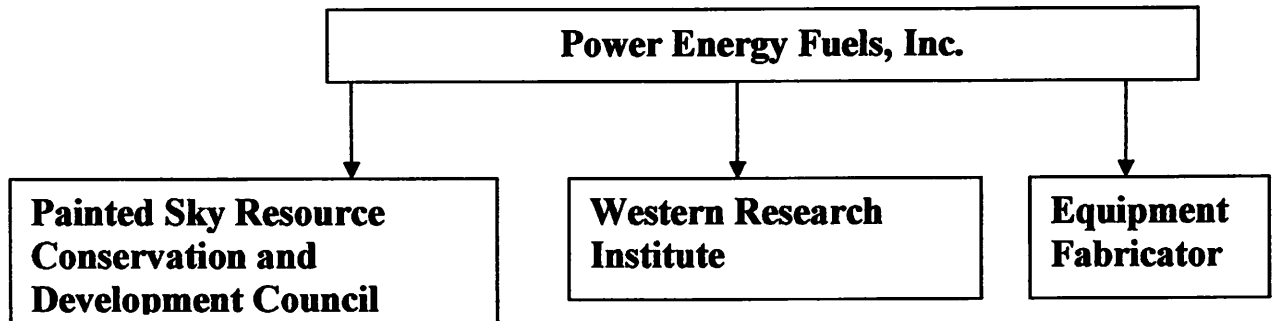 Power Energy Fuels, Inc.
Painted Sky Resource
Conservation and
Development Council
Western Research
Institute
Equipment
Fabricator